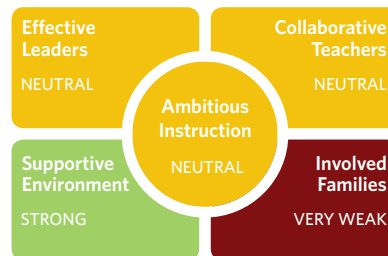 Effective
Leaders
NEUTRAL
Collaborative
Teachers
NEUTRAL
Ambitious
Instruction
NEUTRAL
Supportive
Environment
STRONG
Involved
Families
VERY WEAK